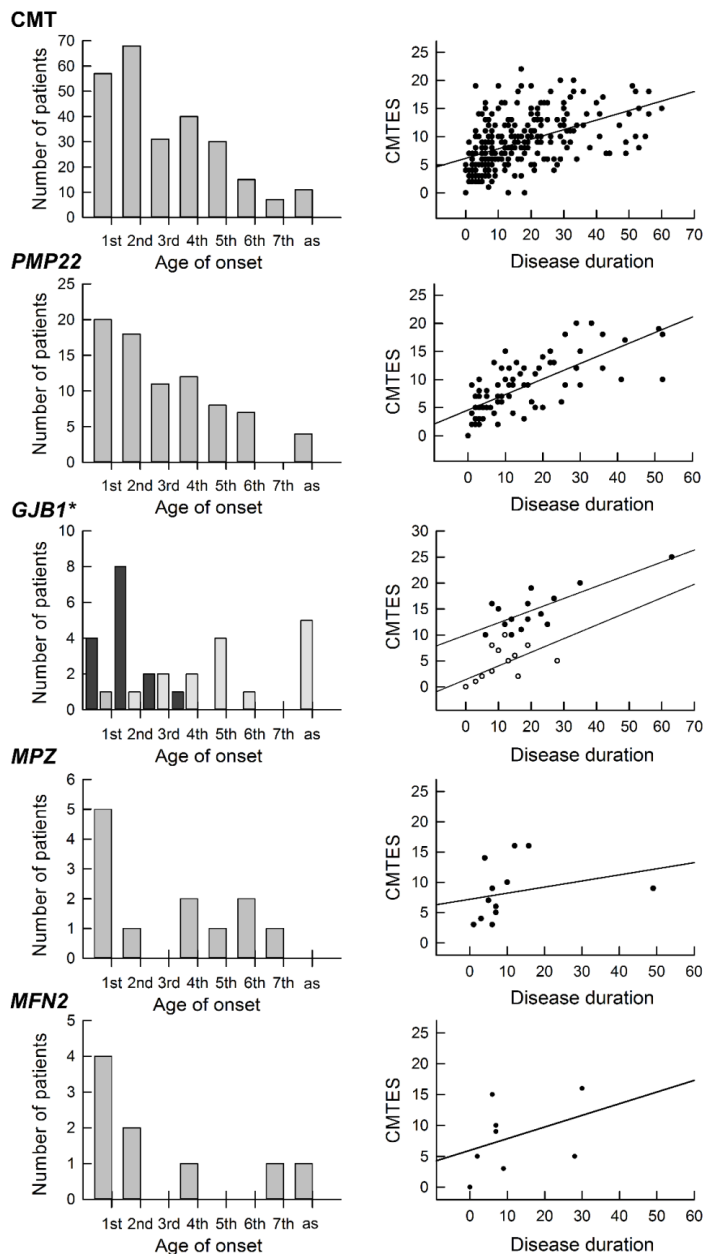 CMT
Number of patients
70
60
50
40
30
20
10
0
1st 2nd 3rd 4th 5th 6th 7th as
Age of onset
CMTES
25
20
15
10
5
0
0 10 20 30 40 50 60 70
Disease duration
PMP22
Number of patients
25
20
15
10
5
0
1st 2nd 3rd 4th 5th 6th 7th as
Age of onset
CMTES
25
20
15
10
5
0
0 10 20 30 40 50 60
Disease duration
GJB1*
Number of patients
10
8
6
4
2
0
1st 2nd 3rd 4th 5th 6th 7th as
Age of onset
CMTES
30
25
20
15
10
5
0
0 10 20 30 40 50 60 70
Disease duration
MPZ
Number of patients
6
5
4
3
2
1
0
1st 2nd 3rd 4th 5th 6th 7th as
Age of onset
CMTES
25
20
15
10
5
0
0 10 20 30 40 50 60
Disease duration
MFN2
Number of patients
5
4
3
2
1
0
1st 2nd 3rd 4th 5th 6th 7th as
Age of onset
CMTES
25
20
15
10
5
0
0 10 20 30 40 50 60
Disease duration